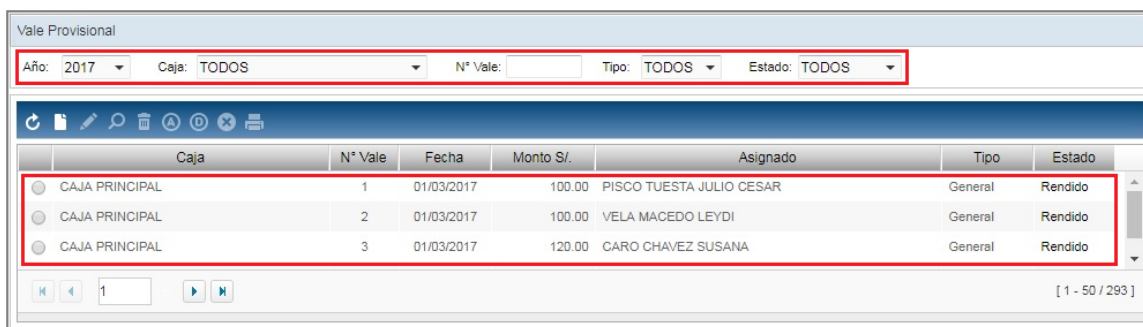 Vale Provisional
Año: 2017 Caja: TODOS N° Vale: Tipo: TODOS Estado: TODOS
A D
Caja N° Vale Fecha Monto S/. Asignado Tipo Estado
CAJA PRINCIPAL 1 01/03/2017 100.00 PISCO TUESTA JULIO CESAR General Rendido
CAJA PRINCIPAL 2 01/03/2017 100.00 VELA MACEDO LEYDI General Rendido
CAJA PRINCIPAL 3 01/03/2017 120.00 CARO CHAVEZ SUSANA General Rendido
1 [ 1 - 50 / 293 ]